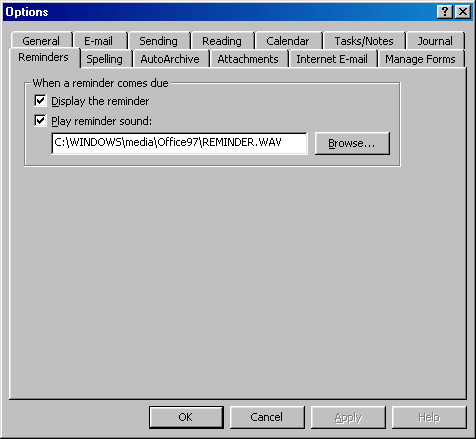 Options
General E-mail Sending Reading Calendar Tasks/Notes Journal
Reminders Spelling AutoArchive Attachments Internet E-mail Manage Forms
When a reminder comes due
Display the reminder
Play reminder sound:
C:\WINDOWS\media\Office97\REMINDER.WAV Browse...
OK Cancel Apply Help